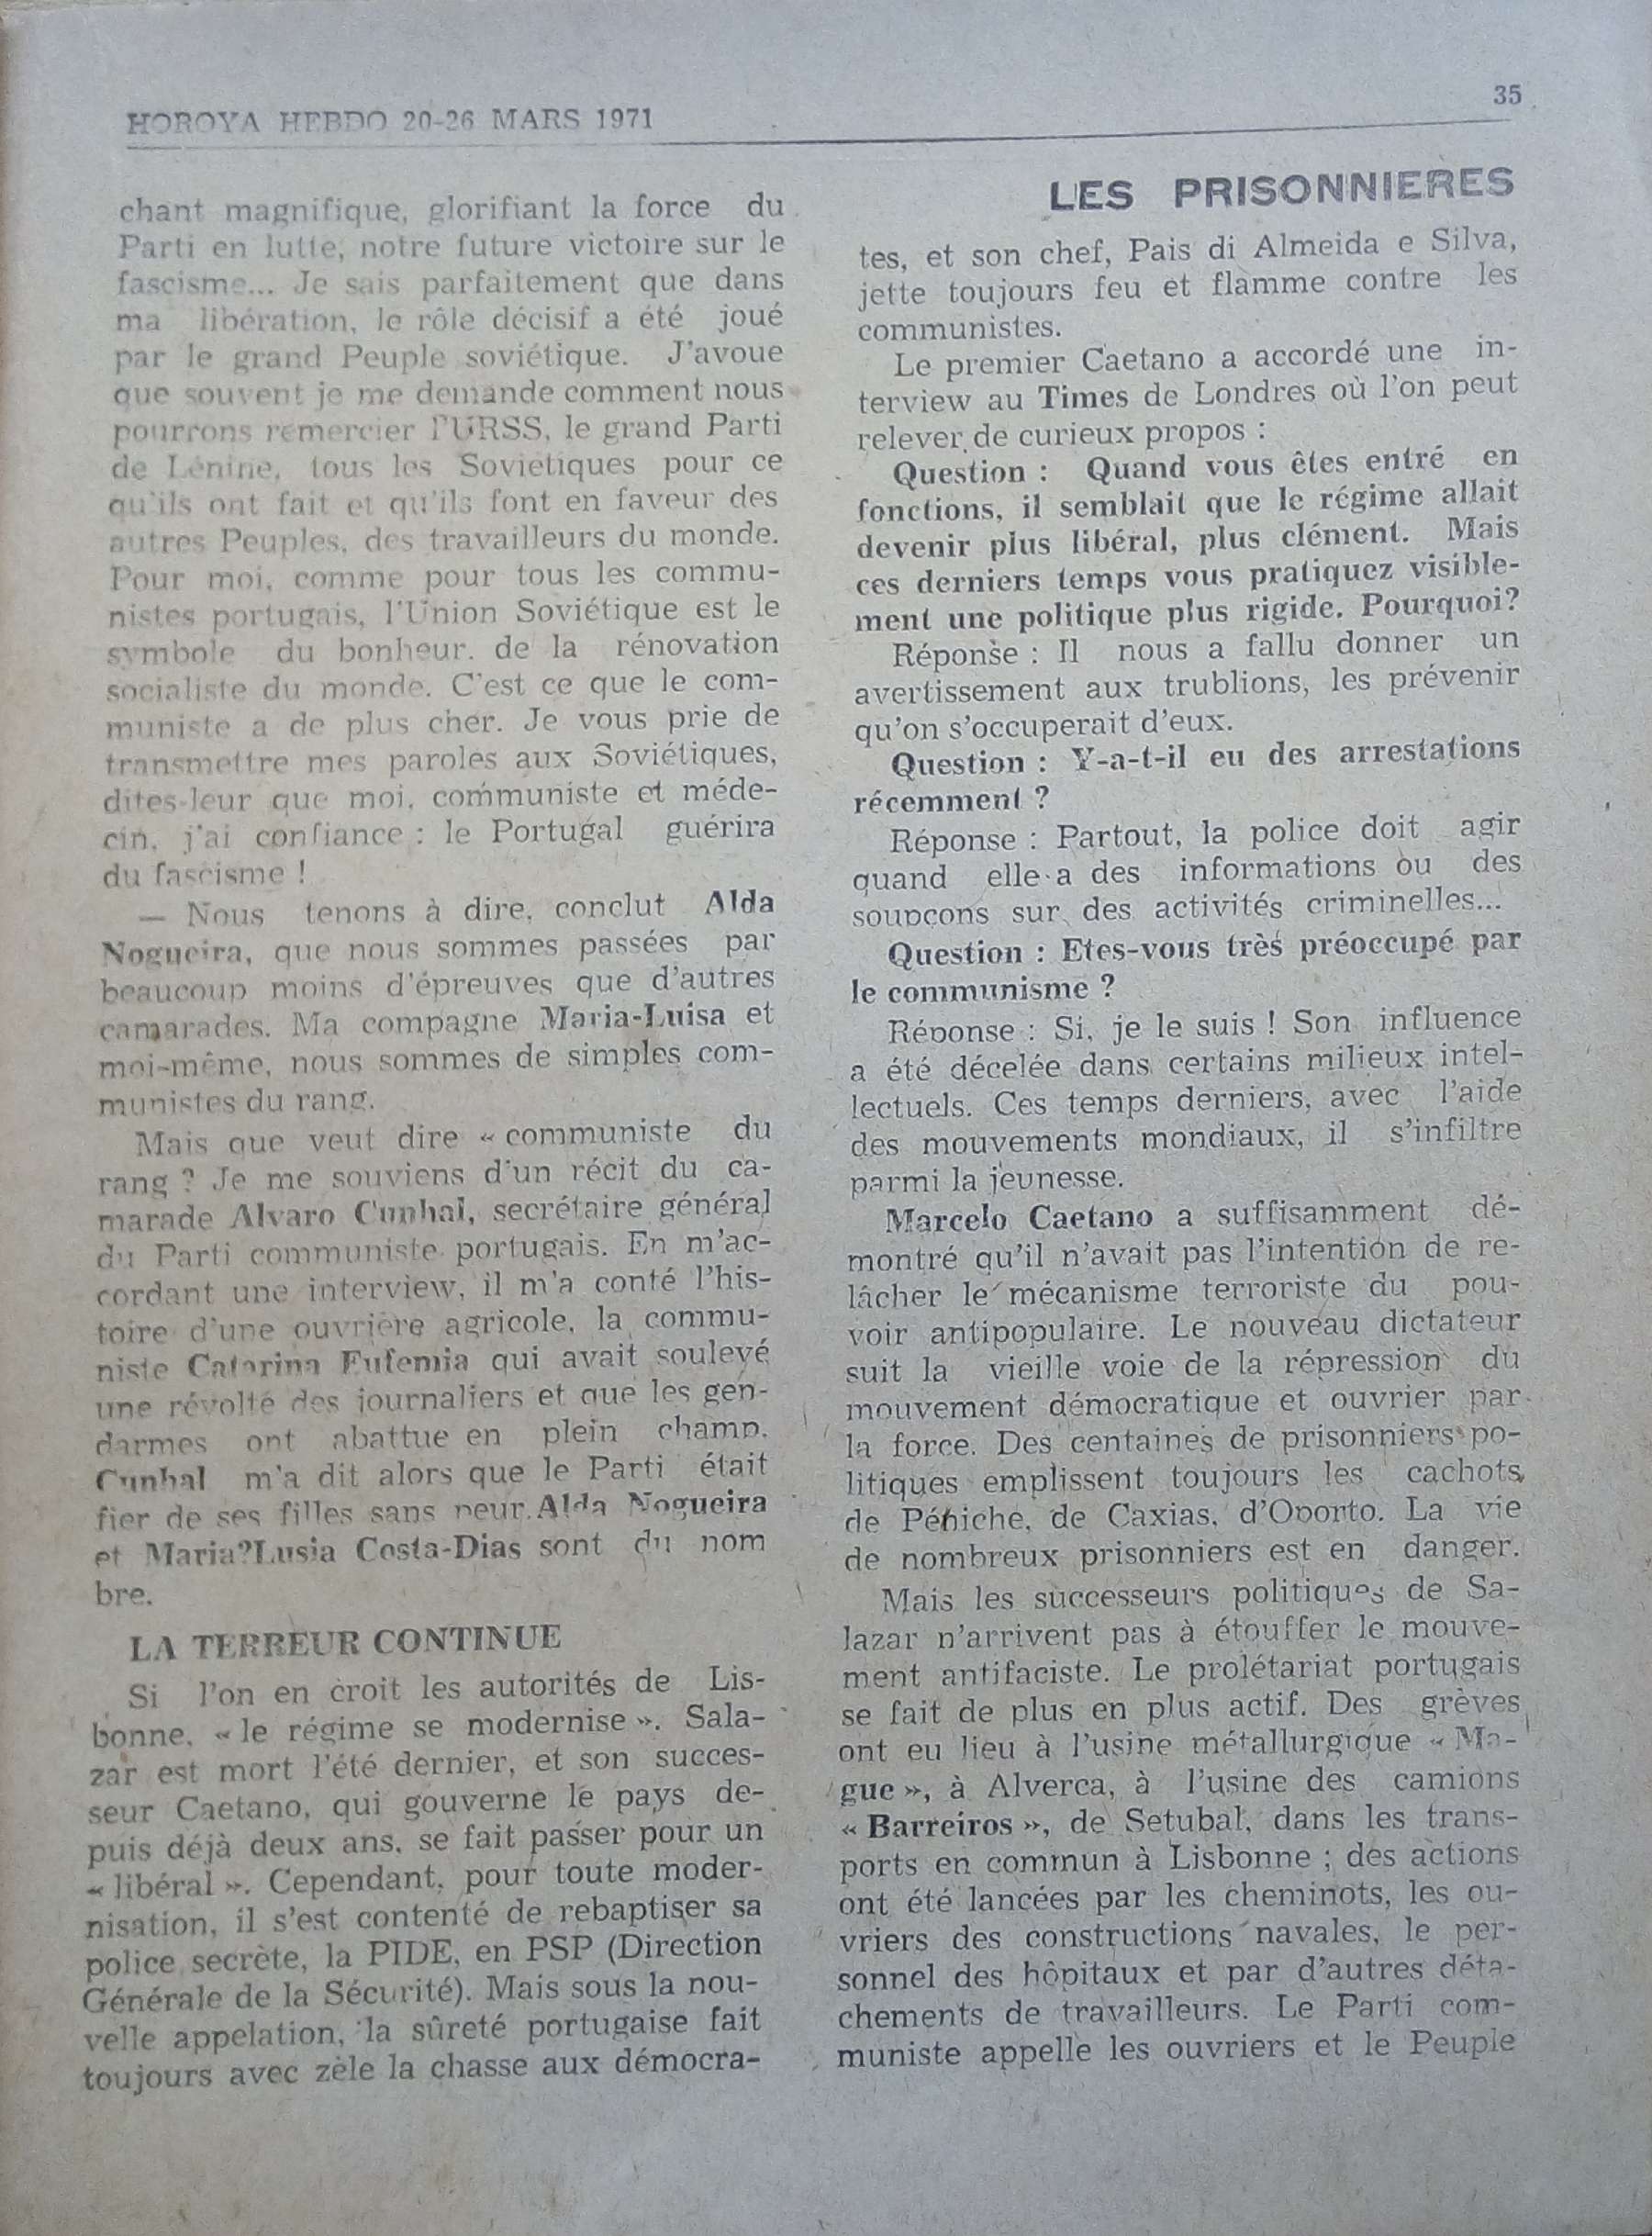 HOROYA HEBDO 20-26 MARS 1971
35
chant magnifique, glorifiant la force du
Parti en lutte, notre future victoire sur le
fascisme... Je sais parfaitement que dans
ma libération, le rôle décisif a été joué
par le grand Peuple soviétique. J'avoue
que souvent je me demande comment nous
pourrons remercier l'URSS, le grand Parti
de Lénine, tous les Soviétiques pour ce
qu'ils ont fait et qu'ils font en faveur des
autres Peuples, des travailleurs du monde.
Pour moi, comme pour tous les commu-
nistes portugais, l'Union Soviétique est le
symbole du bonheur. de la rénovation
socialiste du monde. C'est ce que le com-
muniste a de plus cher. Je vous prie de
transmettre mes paroles aux Soviétiques,
dites-leur que moi, communiste et méde-
cin, j'ai confiance : le Portugal guérira
du fascisme !
— Nous tenons à dire, conclut Alda
Nogueira, que nous sommes passées par
beaucoup moins d'épreuves que d'autres
camarades. Ma compagne Maria-Luisa et
moi-même, nous sommes de simples com-
munistes du rang.
Mais que veut dire « communiste du
rang ? Je me souviens d'un récit du ca-
marade Alvaro Cunhal, secrétaire général
du Parti communiste portugais. En m'ac-
cordant une interview, il m'a conté l'his-
toire d'une ouvrière agricole, la commu-
niste Catarina Eufemia qui avait soulevé
une révolte des journaliers et que les gen-
darmes ont abattue en plein champ.
Cunhal m'a dit alors que le Parti était
fier de ses filles sans peur. Alda Nogueira
et Maria?Lusia Costa-Dias sont du nom
bre.
LA TERREUR CONTINUE
Si l'on en croit les autorités de Lis-
bonne, « le régime se modernise ». Sala-
zar est mort l'été dernier, et son succes-
seur Caetano, qui gouverne le pays de-
puis déjà deux ans, se fait passer pour un
« libéral ». Cependant, pour toute moder-
nisation, il s'est contenté de rebaptiser sa
police secrète, la PIDE, en PSP (Direction
Générale de la Sécurité). Mais sous la nou-
velle appelation, la sûreté portugaise fait
toujours avec zèle la chasse aux démocra-
LES PRISONNIERES
tes, et son chef, Pais di Almeida e Silva,
jette toujours feu et flamme contre les
communistes.
Le premier Caetano a accordé une in-
terview au Times de Londres où l'on peut
relever de curieux propos :
Question : Quand vous êtes entré en
fonctions, il semblait que le régime allait
devenir plus libéral, plus clément. Mais
ces derniers temps vous pratiquez visible-
ment une politique plus rigide. Pourquoi?
Réponse : Il nous a fallu donner un
avertissement aux trublions, les prévenir
qu'on s'occuperait d'eux.
Question : Y-a-t-il eu des arrestations
récemment ?
Réponse : Partout, la police doit agir
quand elle a des informations ou des
soupçons sur des activités criminelles...
Question : Etes-vous très préoccupé par
le communisme ?
Réponse : Si, je le suis ! Son influence
a été décelée dans certains milieux intel-
lectuels. Ces temps derniers, avec l'aide
des mouvements mondiaux, il s'infiltre
parmi la jeunesse.
Marcelo Caetano a suffisamment dé-
montré qu'il n'avait pas l'intention de re-
lâcher le mécanisme terroriste du pou-
voir antipopulaire. Le nouveau dictateur
suit la vieille voie de la répression du
mouvement démocratique et ouvrier par
la force. Des centaines de prisonniers po-
litiques emplissent toujours les cachots
de Péniche, de Caxias, d'Oporto. La vie
de nombreux prisonniers est en danger.
Mais les successeurs politiques de Sa-
lazar n'arrivent pas à étouffer le mouve-
ment antifaciste. Le prolétariat portugais
se fait de plus en plus actif. Des grèves
ont eu lieu à l'usine métallurgique « Ma-
gue », à Alverca, à l'usine des camions
« Barreiros », de Setubal, dans les trans-
ports en commun à Lisbonne ; des actions
ont été lancées par les cheminots, les ou-
vriers des constructions navales, le per-
sonnel des hôpitaux et par d'autres déta-
chements de travailleurs. Le Parti com-
muniste appelle les ouvriers et le Peuple